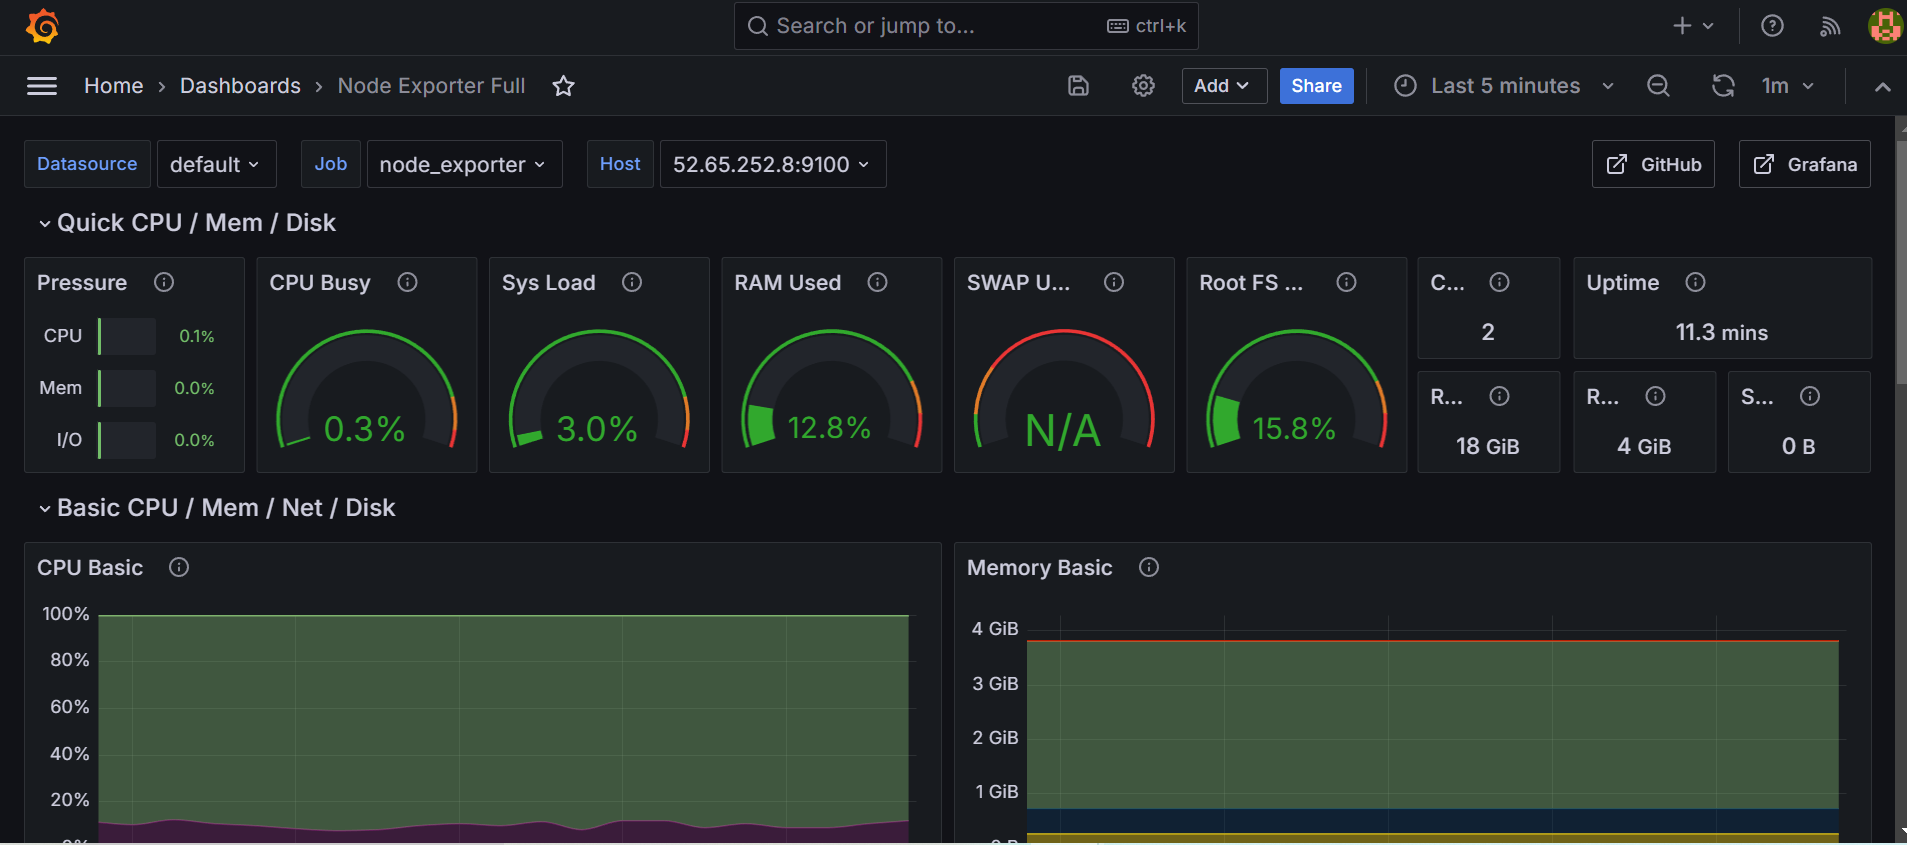 Search or jump to... ctrl+k
Home › Dashboards › Node Exporter Full Add Share Last 5 minutes 1m
Datasource default Job node_exporter Host 52.65.252.8:9100 GitHub Grafana
Quick CPU / Mem / Disk
Pressure
CPU 0.1%
Mem 0.0%
I/O 0.0%
CPU Busy
0.3%
Sys Load
3.0%
RAM Used
12.8%
SWAP U...
N/A
Root FS ...
15.8%
C...
2
Uptime
11.3 mins
R...
18 GiB
R...
4 GiB
S...
0 B
Basic CPU / Mem / Net / Disk
CPU Basic
100%
80%
60%
40%
20%
Memory Basic
4 GiB
3 GiB
2 GiB
1 GiB